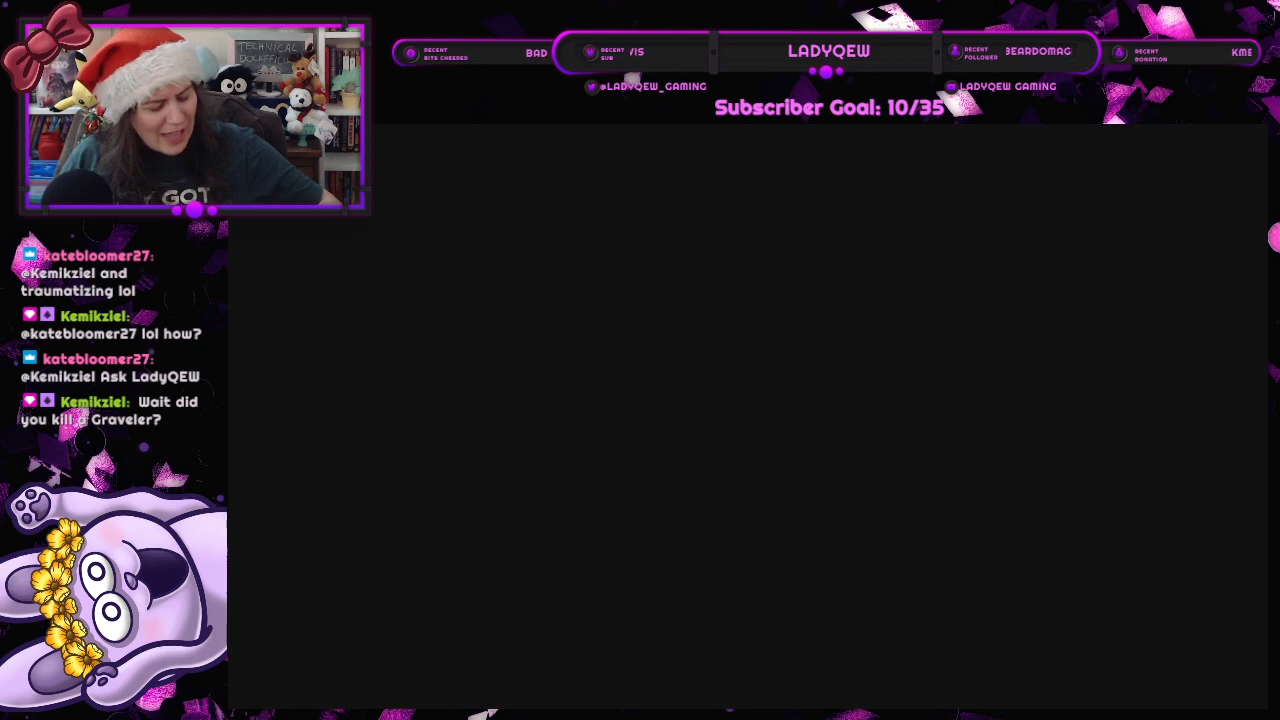 RECENT
BITS CHEERED
BAD
RECENT
SUB
LADYQEW
RECENT
FOLLOWER
BEARDOMAG
RECENT
DONATION
KME
@LADYQEW_GAMING
LADYQEW GAMING
Subscriber Goal: 10/35
TECHNICAL
GOT
katebloomer27:
@Kemikziel and
traumatizing lol
Kemikziel:
@katebloomer27 lol how?
katebloomer27:
@Kemikziel Ask LadyQEW
Kemikziel: Wait did
you kill a Graveler?